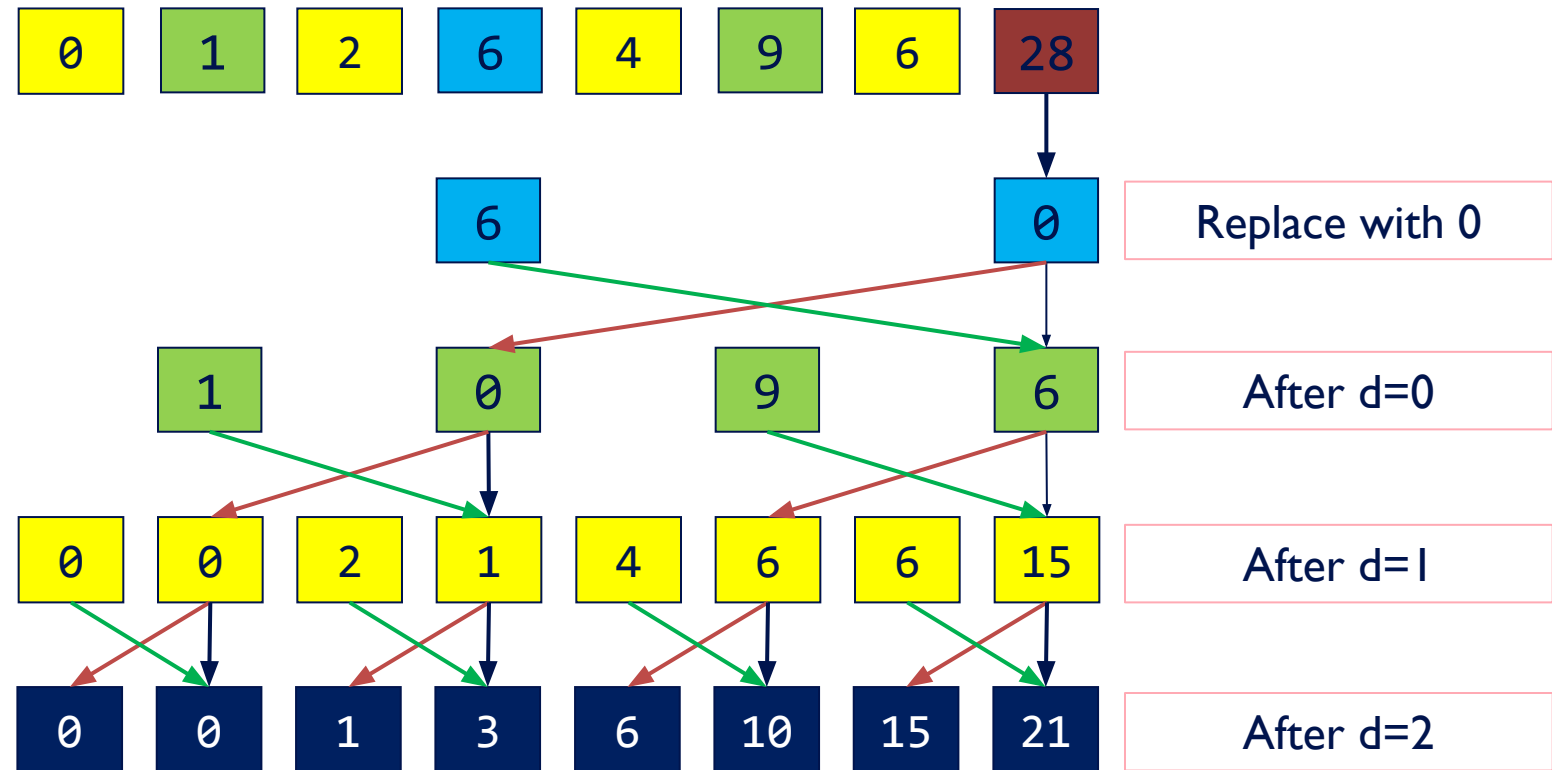 0 1 2 6 4 9 6 28
6 0 Replace with 0
1 0 9 6 After d=0
0 0 2 1 4 6 6 15 After d=1
0 0 1 3 6 10 15 21 After d=2